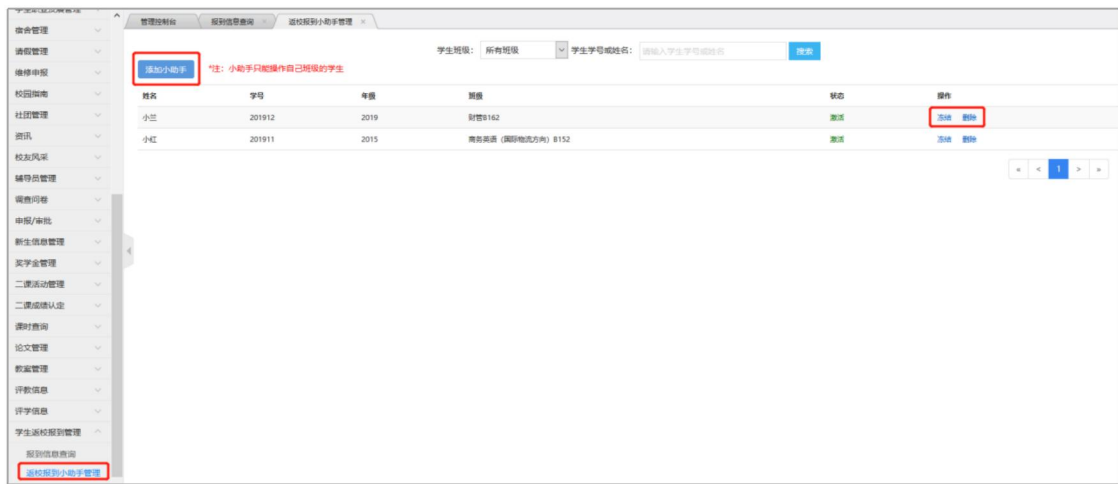 学生职业发展管理
宿舍管理
请假管理
维修申报
校园指南
社团管理
资讯
校友风采
辅导员管理
调查问卷
申报/审批
新生信息管理
奖学金管理
二课活动管理
二课成绩认定
课时查询
论文管理
教室管理
评教信息
评学信息
学生返校报到管理
报到信息查询
返校报到小助手管理
管理控制台 报到信息查询 × 返校报到小助手管理 ×
学生班级： 所有班级 学生学号或姓名： 请输入学生学号或姓名 搜索
添加小助手 *注：小助手只能操作自己班级的学生
姓名 学号 年级 班级 状态 操作
小兰 201912 2019 财管B162 激活 冻结 删除
小红 201911 2015 商务英语（国际物流方向）B152 激活 冻结 删除
« < 1 > »